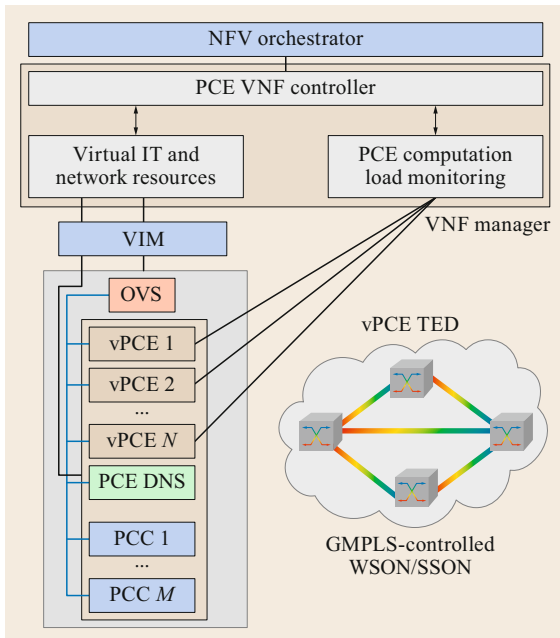 NFV orchestrator
PCE VNF controller
Virtual IT and
network resources
PCE computation
load monitoring
VNF manager
VIM
OVS
vPCE 1
vPCE 2
...
vPCE N
PCE DNS
PCC 1
...
PCC M
vPCE TED
GMPLS-controlled
WSON/SSON